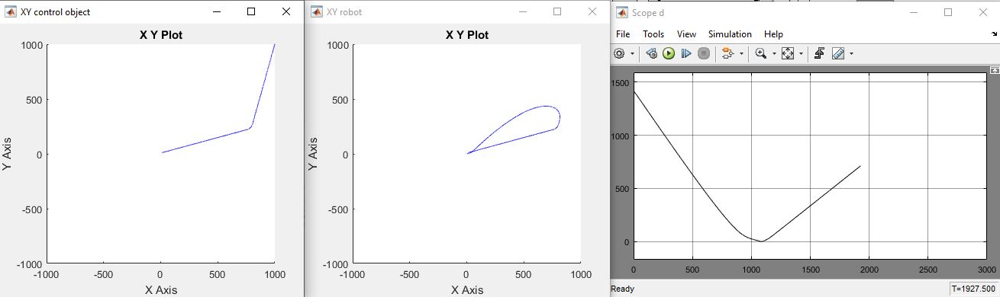 XY control object
X Y Plot
1000
500
0
-500
-1000
-1000
-500
0
500
1000
X Axis
Y Axis
XY robot
X Y Plot
1000
500
0
-500
-1000
-1000
-500
0
500
1000
X Axis
Y Axis
Scope d
File Tools View Simulation Help
1500
1000
500
0
0
500
1000
1500
2000
2500
3000
Ready
T=1927.500